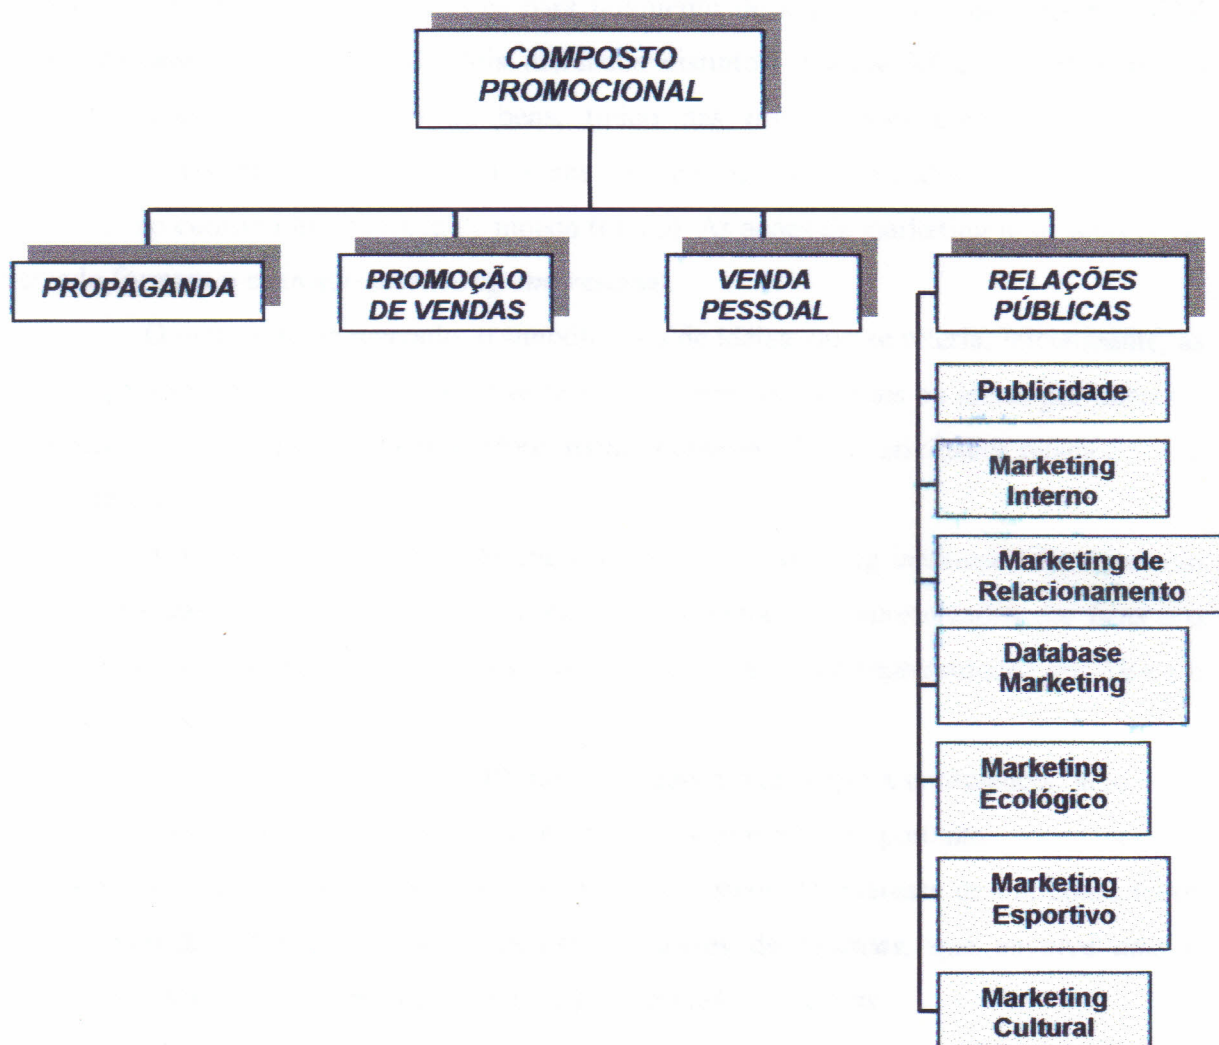 COMPOSTO
PROMOCIONAL
PROPAGANDA
PROMOÇÃO
DE VENDAS
VENDA
PESSOAL
RELAÇÕES
PÚBLICAS
Publicidade
Marketing
Interno
Marketing de
Relacionamento
Database
Marketing
Marketing
Ecológico
Marketing
Esportivo
Marketing
Cultural